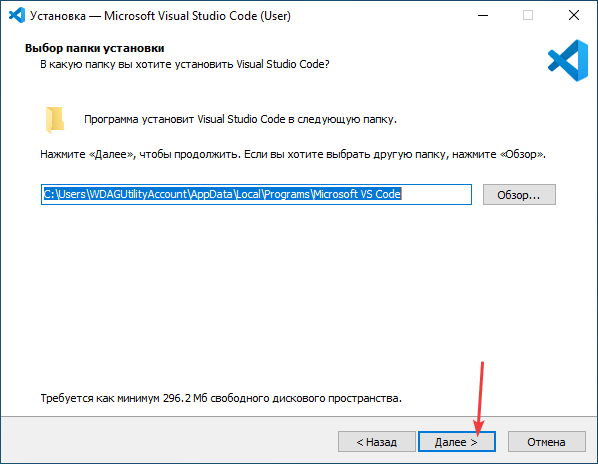 Установка — Microsoft Visual Studio Code (User)
Выбор папки установки
В какую папку вы хотите установить Visual Studio Code?
Программа установит Visual Studio Code в следующую папку.
Нажмите «Далее», чтобы продолжить. Если вы хотите выбрать другую папку, нажмите «Обзор».
C:\Users\WDAGUtilityAccount\AppData\Local\Programs\Microsoft VS Code
Обзор...
Требуется как минимум 296.2 Мб свободного дискового пространства.
< Назад
Далее >
Отмена